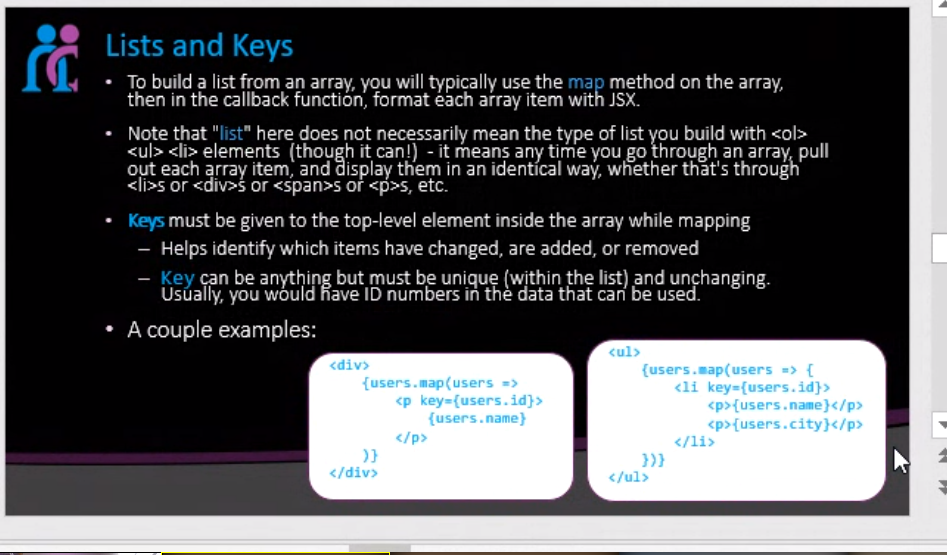 Lists and Keys
• To build a list from an array, you will typically use the map method on the array,
then in the callback function, format each array item with JSX.
• Note that "list" here does not necessarily mean the type of list you build with <ol>
<ul> <li> elements (though it can!) - it means any time you go through an array, pull
out each array item, and display them in an identical way, whether that's through
<li>s or <div>s or <span>s or <p>s, etc.
• Keys must be given to the top-level element inside the array while mapping
– Helps identify which items have changed, are added, or removed
– Key can be anything but must be unique (within the list) and unchanging.
Usually, you would have ID numbers in the data that can be used.
• A couple examples:
<div>
{users.map(users =>
<p key={users.id}>
{users.name}
</p>
)}
</div>
<ul>
{users.map(users => {
<li key={users.id}>
<p>{users.name}</p>
<p>{users.city}</p>
</li>
})}
</ul>